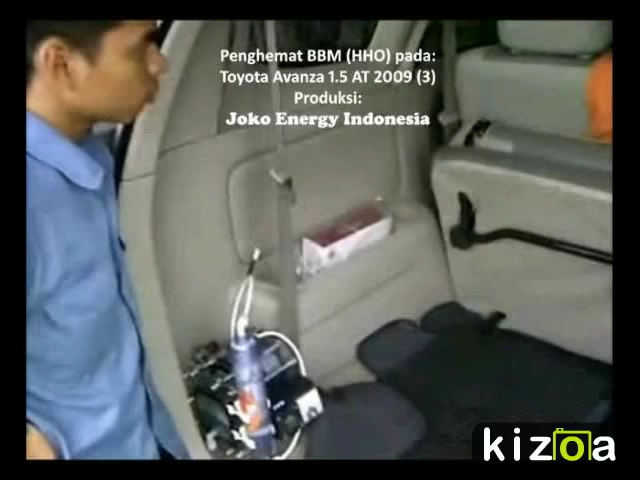 Penghemat BBM (HHO) pada:
Toyota Avanza 1.5 AT 2009 (3)
Produksi:
Joko Energy Indonesia
kizoa